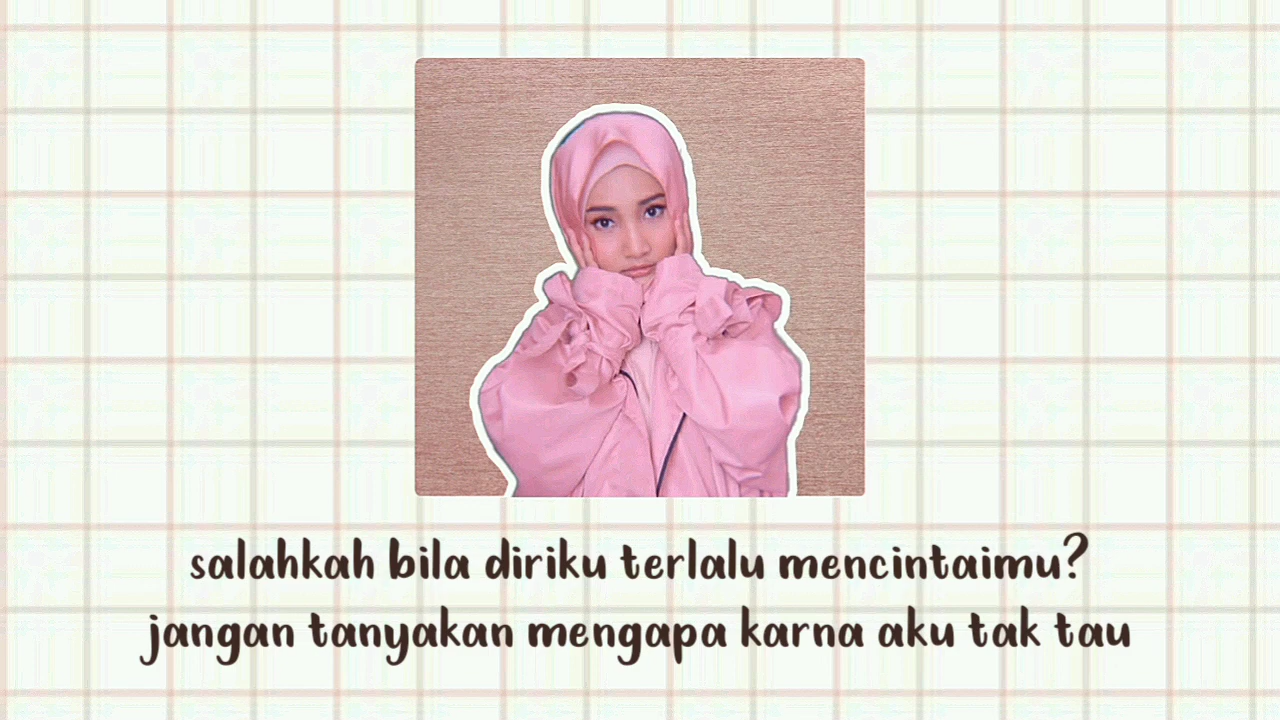 salahkah bila diriku terlalu mencintaimu?
jangan tanyakan mengapa karna aku tak tau